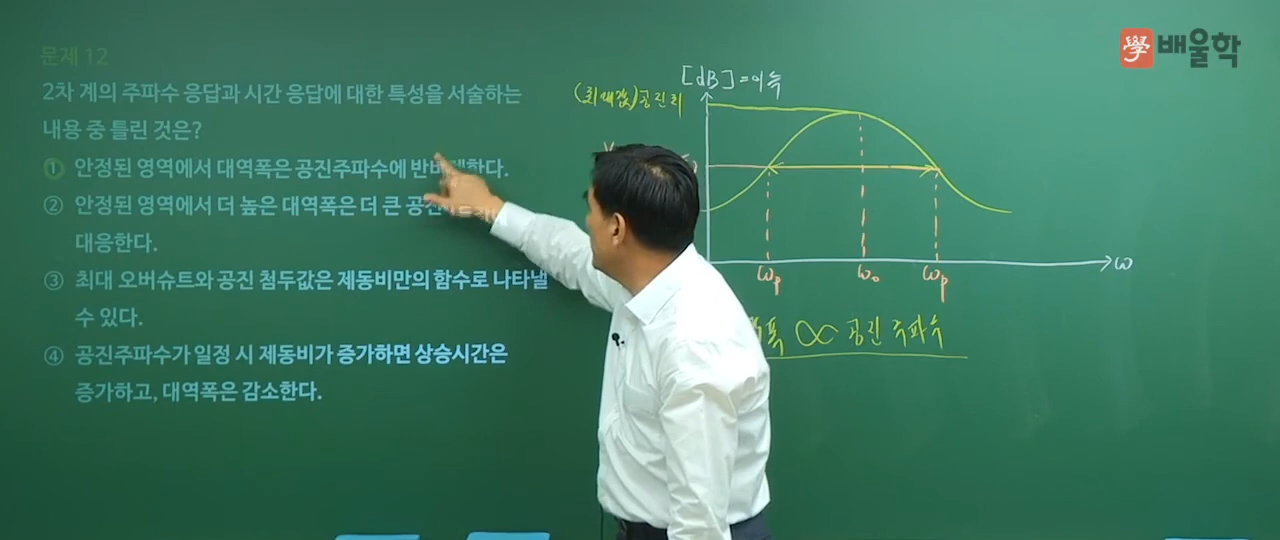 문제 12
2차 계의 주파수 응답과 시간 응답에 대한 특성을 서술하는
내용 중 틀린 것은?
① 안정된 영역에서 대역폭은 공진주파수에 반비례한다.
② 안정된 영역에서 더 높은 대역폭은 더 큰
대응한다.
③ 최대 오버슈트와 공진 첨두값은 제동비만의 함수로 나타낼
수 있다.
④ 공진주파수가 일정 시 제동비가 증가하면 상승시간은
증가하고, 대역폭은 감소한다.
學 배울학
[dB] = 이득
(최대값)
ω
ωp
ω0
ωp
폭 ∝ 공진 주파수